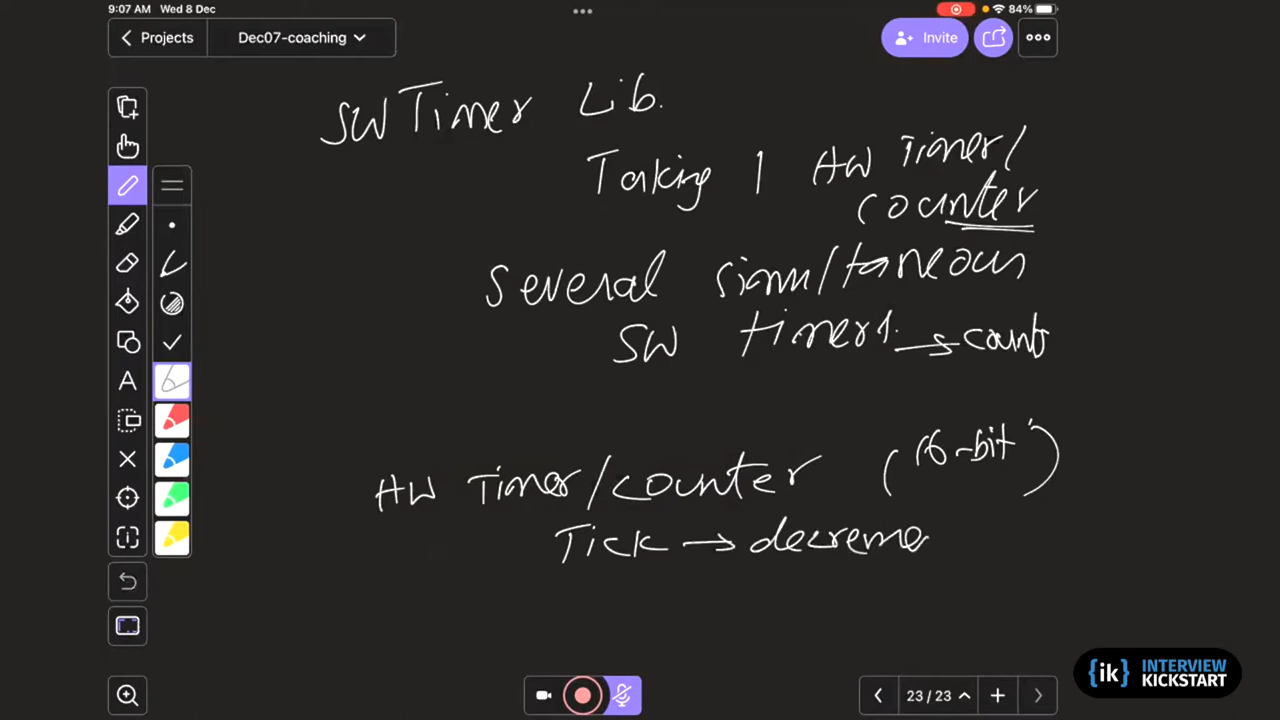 9:07 AM Wed 8 Dec
84%
Projects
Dec07-coaching
Invite
SW Timer Lib.
Taking 1 HW Timer/
counter
Several simultaneous
SW timers. → count
HW Timer/counter (16-bit)
Tick → decreme
A
23/23
{ik} INTERVIEW
KICKSTART